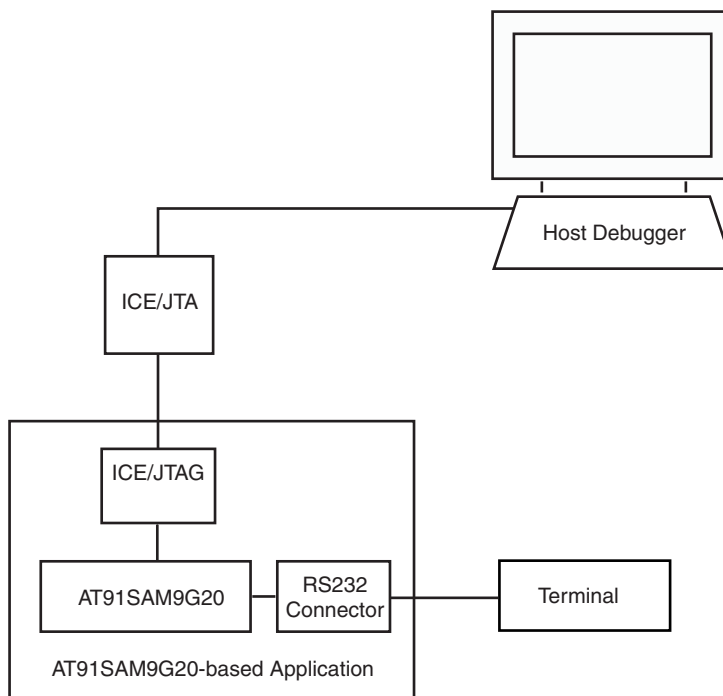 Host Debugger
ICE/JTA
ICE/JTAG
AT91SAM9G20
RS232
Connector
Terminal
AT91SAM9G20-based Application